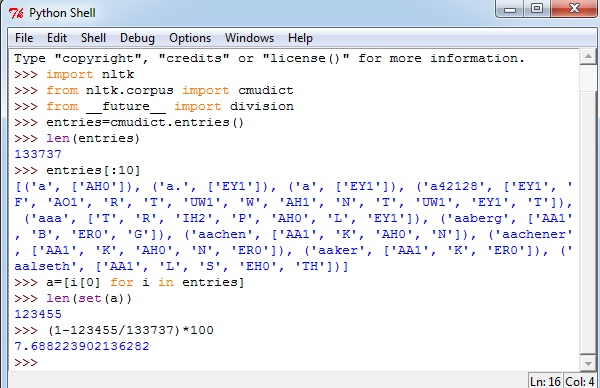 Python Shell
File Edit Shell Debug Options Windows Help
Type "copyright", "credits" or "license()" for more information.
>>> import nltk
>>> from nltk.corpus import cmudict
>>> from __future__ import division
>>> entries=cmudict.entries()
>>> len(entries)
133737
>>> entries[:10]
[('a', ['AH0']), ('a.', ['EY1']), ('a', ['EY1']), ('a42128', ['EY1', '
F', 'AO1', 'R', 'T', 'UW1', 'W', 'AH1', 'N', 'T', 'UW1', 'EY1', 'T']),
('aaa', ['T', 'R', 'IH2', 'P', 'AH0', 'L', 'EY1']), ('aaberg', ['AA1'
, 'B', 'ER0', 'G']), ('aachen', ['AA1', 'K', 'AH0', 'N']), ('aachener'
, ['AA1', 'K', 'AH0', 'N', 'ER0']), ('aaker', ['AA1', 'K', 'ER0']), ('
aalseth', ['AA1', 'L', 'S', 'EH0', 'TH'])]
>>> a=[i[0] for i in entries]
>>> len(set(a))
123455
>>> (1-123455/133737)*100
7.688223902136282
>>>
Ln: 16 Col: 4